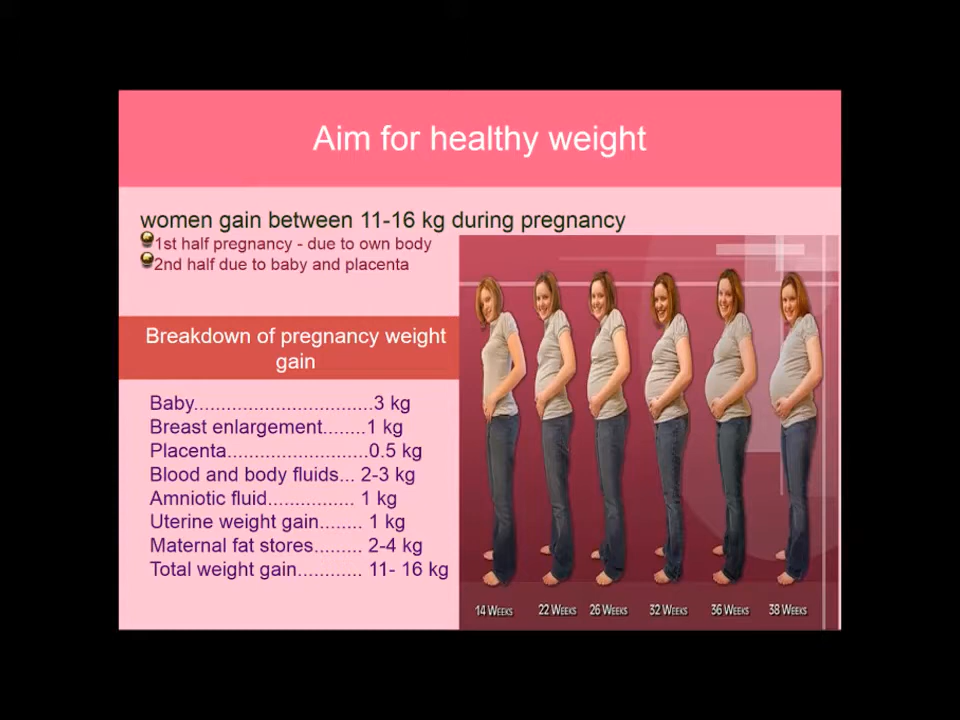 Aim for healthy weight
women gain between 11-16 kg during pregnancy
1st half pregnancy - due to own body
2nd half due to baby and placenta
Breakdown of pregnancy weight
gain
Baby.................................3 kg
Breast enlargement........1 kg
Placenta..........................0.5 kg
Blood and body fluids... 2-3 kg
Amniotic fluid................ 1 kg
Uterine weight gain........ 1 kg
Maternal fat stores......... 2-4 kg
Total weight gain............ 11- 16 kg
14 WEEKS 22 WEEKS 26 WEEKS 32 WEEKS 36 WEEKS 38 WEEKS